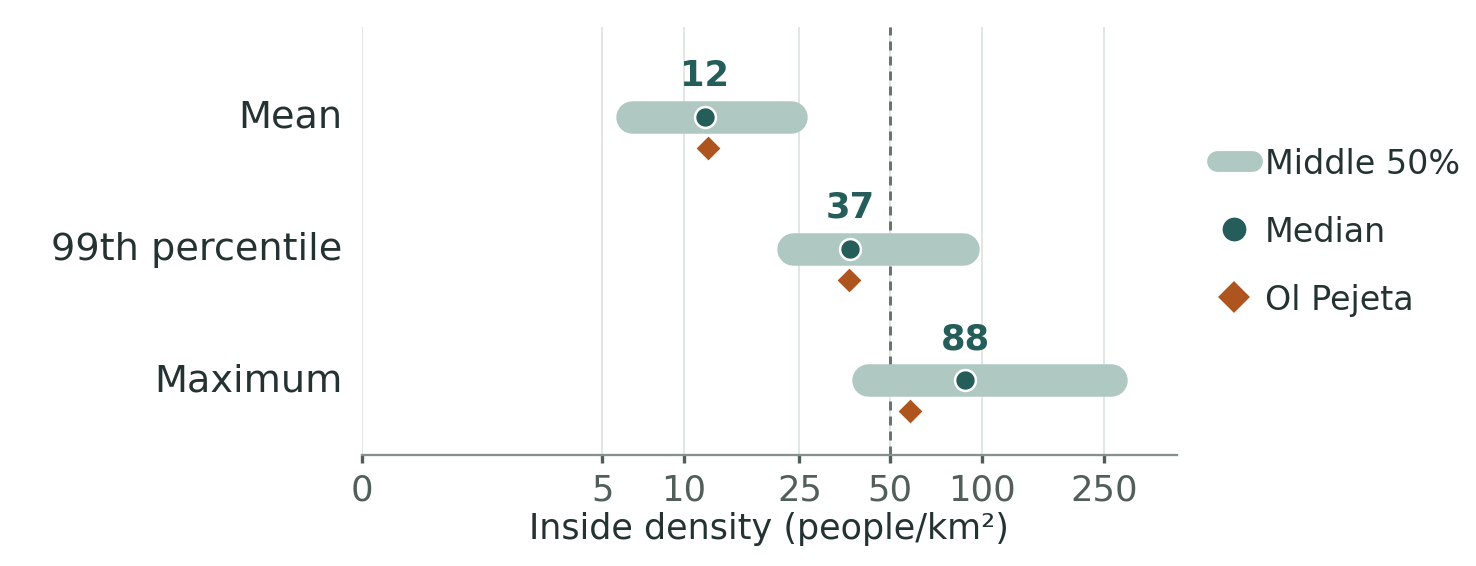 12
Mean
37
99th percentile
88
Maximum
0 5 10 25 50 100 250
Inside density (people/km²)
Middle 50%
Median
Ol Pejeta